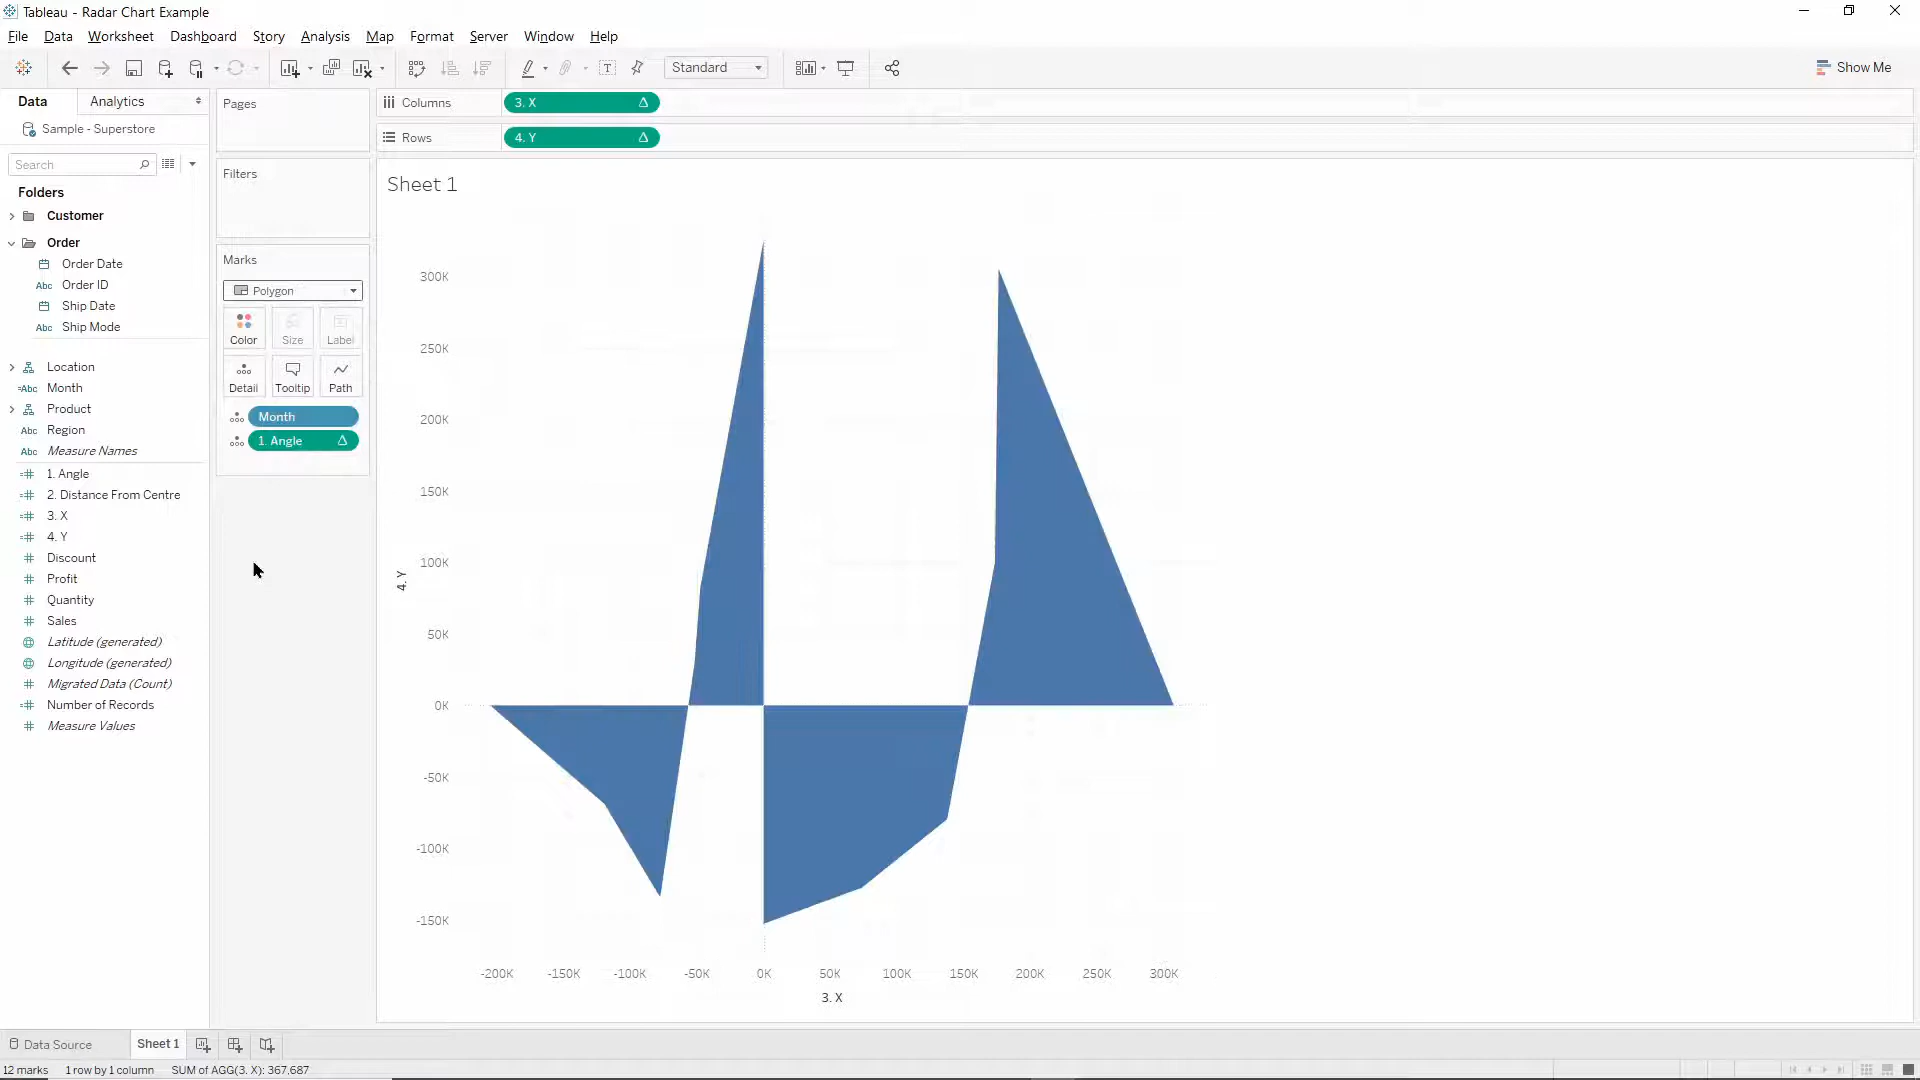 Tableau - Radar Chart Example
File Data Worksheet Dashboard Story Analysis Map Format Server Window Help
Standard
Show Me
Data Analytics
Sample - Superstore
Search
Folders
Customer
Order
Order Date
Abc Order ID
Ship Date
Abc Ship Mode
Location
=Abc Month
Product
Abc Region
Abc Measure Names
=# 1. Angle
=# 2. Distance From Centre
=# 3. X
=# 4. Y
# Discount
# Profit
# Quantity
# Sales
Latitude (generated)
Longitude (generated)
# Migrated Data (Count)
=# Number of Records
# Measure Values
Pages
Filters
Marks
Polygon
Color Size Label
Detail Tooltip Path
Month
1. Angle Δ
Columns 3. X Δ
Rows 4. Y Δ
Sheet 1
300K
250K
200K
150K
100K
50K
0K
-50K
-100K
-150K
4. Y
-200K -150K -100K -50K 0K 50K 100K 150K 200K 250K 300K
3. X
Data Source Sheet 1
12 marks 1 row by 1 column SUM of AGG(3. X): 367,687